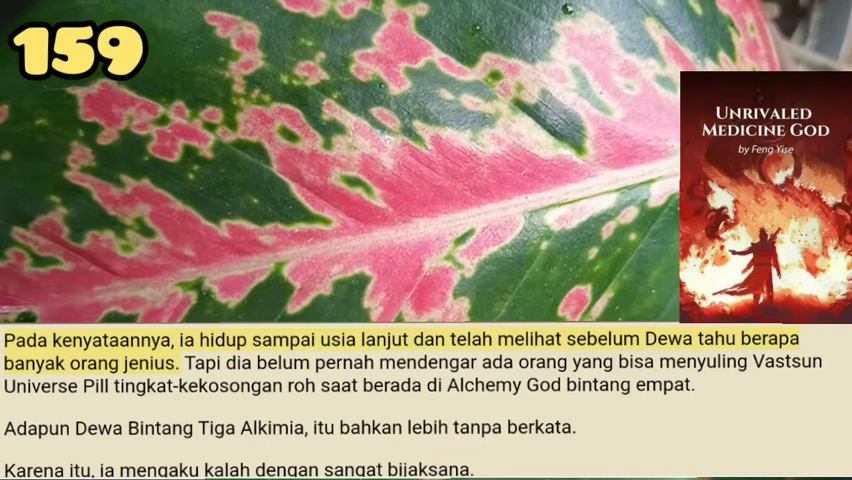 159
UNRIVALED
MEDICINE GOD
by Feng Yise
Pada kenyataannya, ia hidup sampai usia lanjut dan telah melihat sebelum Dewa tahu berapa
banyak orang jenius. Tapi dia belum pernah mendengar ada orang yang bisa menyuling Vastsun
Universe Pill tingkat-kekosongan roh saat berada di Alchemy God bintang empat.
Adapun Dewa Bintang Tiga Alkimia, itu bahkan lebih tanpa berkata.
Karena itu, ia mengaku kalah dengan sangat bijaksana.